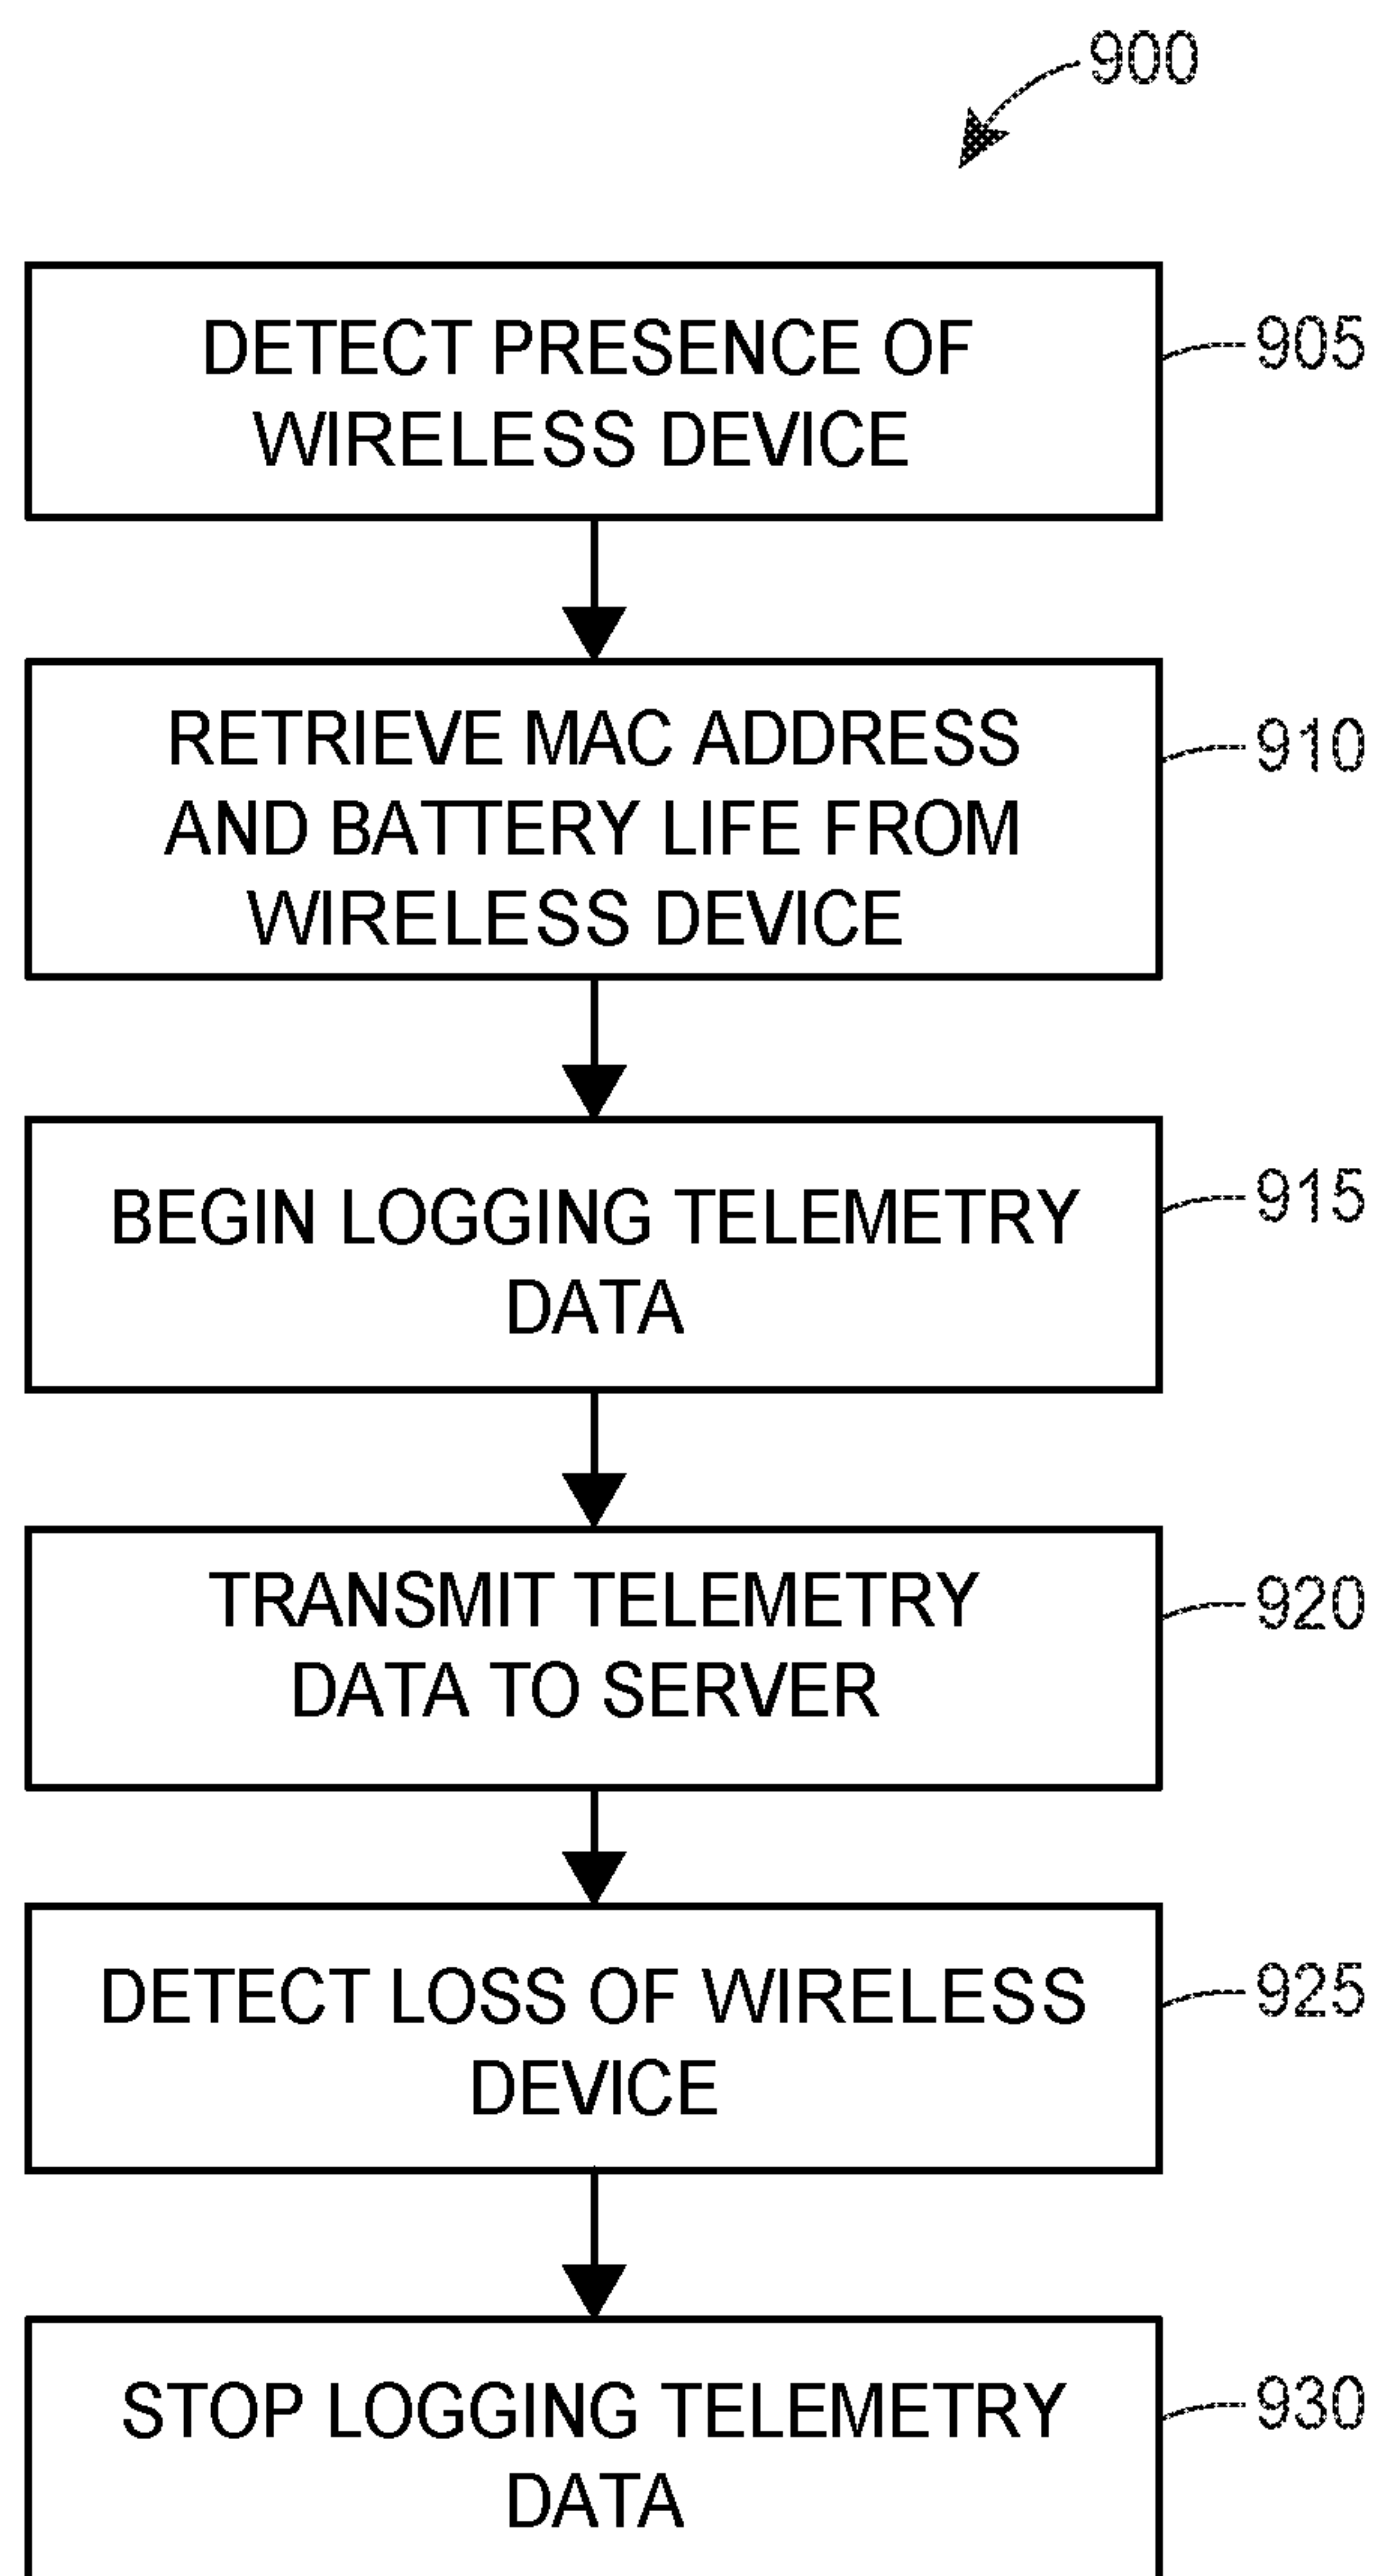 900
DETECT PRESENCE OF
WIRELESS DEVICE
905
RETRIEVE MAC ADDRESS
AND BATTERY LIFE FROM
WIRELESS DEVICE
910
BEGIN LOGGING TELEMETRY
DATA
915
TRANSMIT TELEMETRY
DATA TO SERVER
920
DETECT LOSS OF WIRELESS
DEVICE
925
STOP LOGGING TELEMETRY
DATA
930